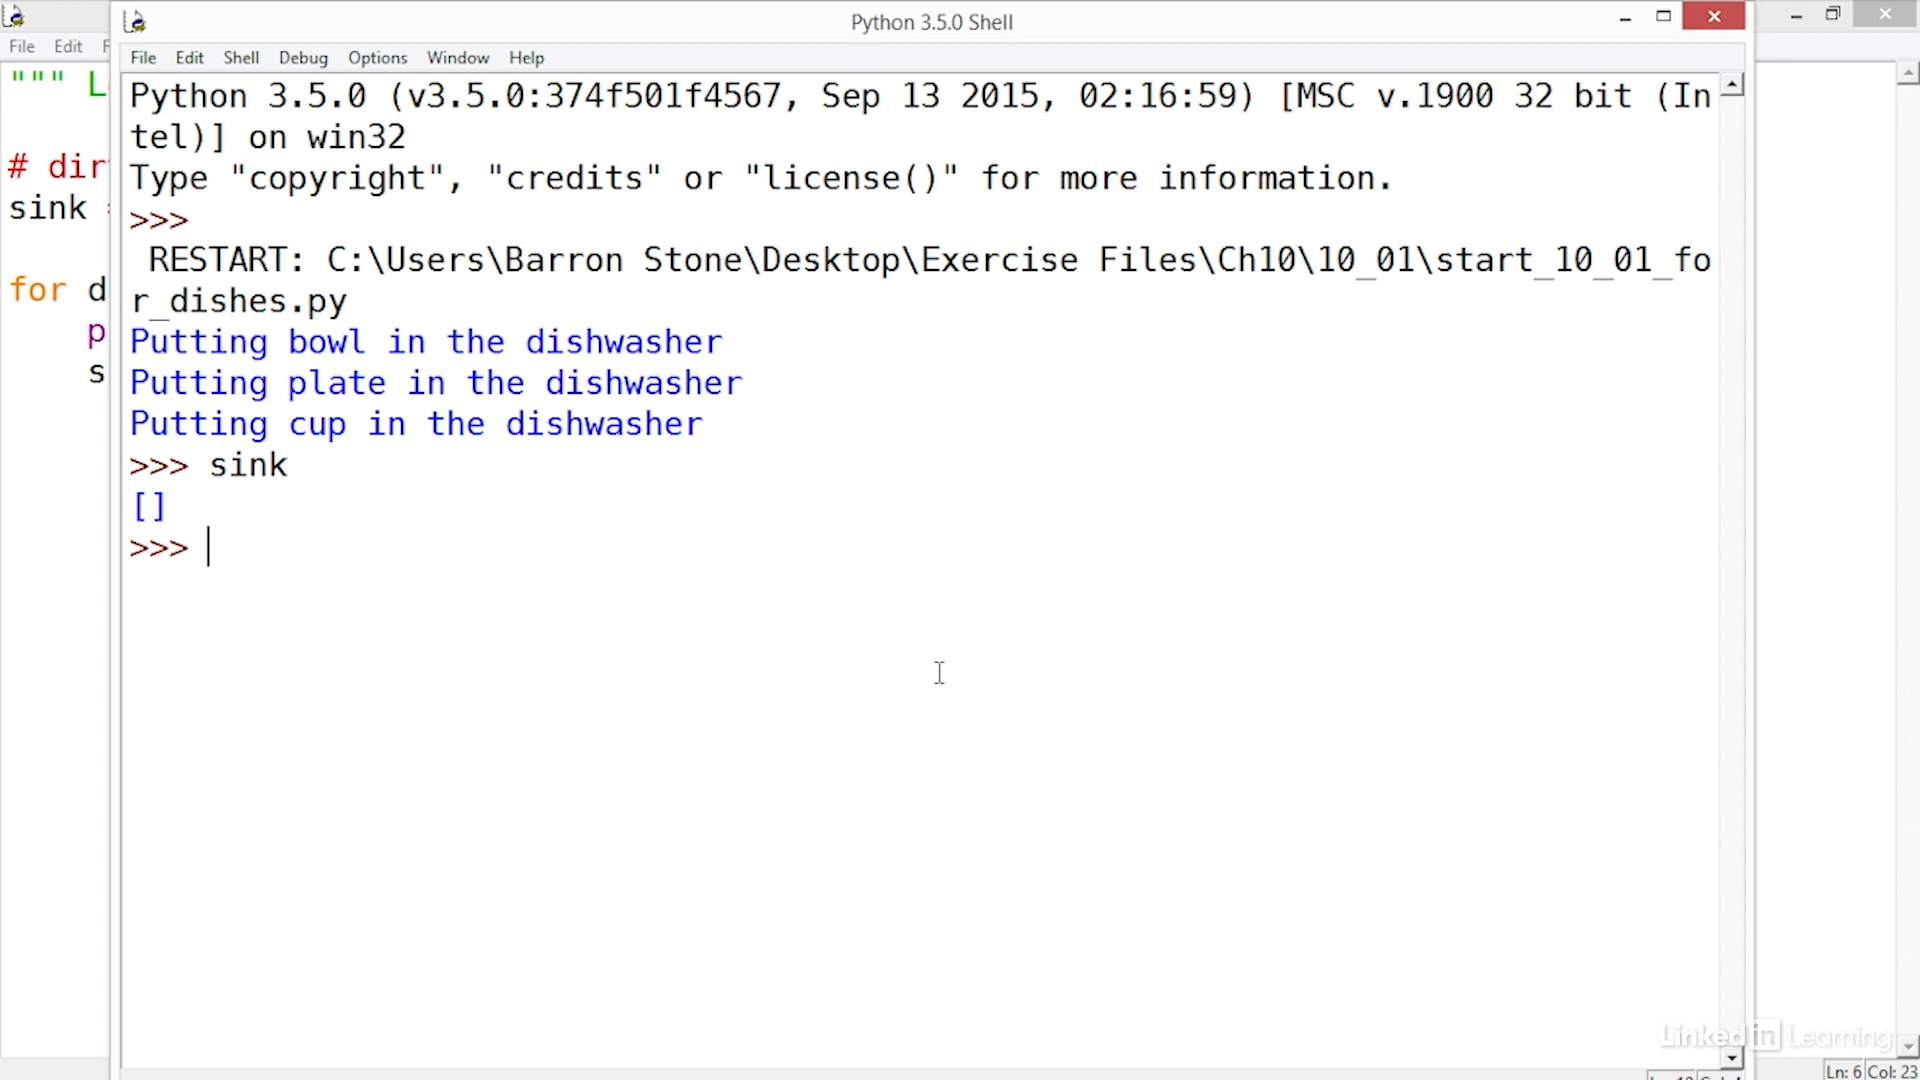 Python 3.5.0 Shell
File Edit
File Edit Shell Debug Options Window Help
""" L
# dir
sink
for d
p
s
Python 3.5.0 (v3.5.0:374f501f4567, Sep 13 2015, 02:16:59) [MSC v.1900 32 bit (In
tel)] on win32
Type "copyright", "credits" or "license()" for more information.
>>>
RESTART: C:\Users\Barron Stone\Desktop\Exercise Files\Ch10\10_01\start_10_01_fo
r_dishes.py
Putting bowl in the dishwasher
Putting plate in the dishwasher
Putting cup in the dishwasher
>>> sink
[]
>>>
LinkedIn Learning
Ln: 6 Col: 23